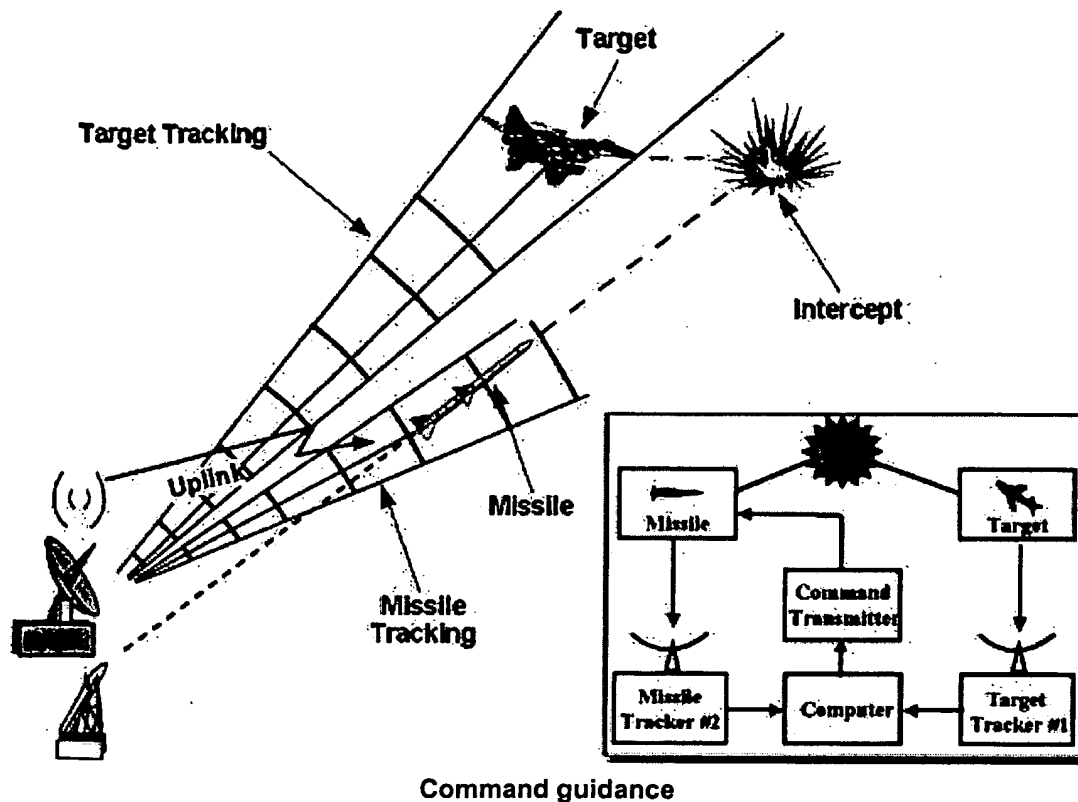 Target
Target Tracking
Intercept
Uplink
Missile
Missile
Tracking
Missile
Target
Command
Transmitter
Missile
Tracker #2
Computer
Target
Tracker #1
Command guidance